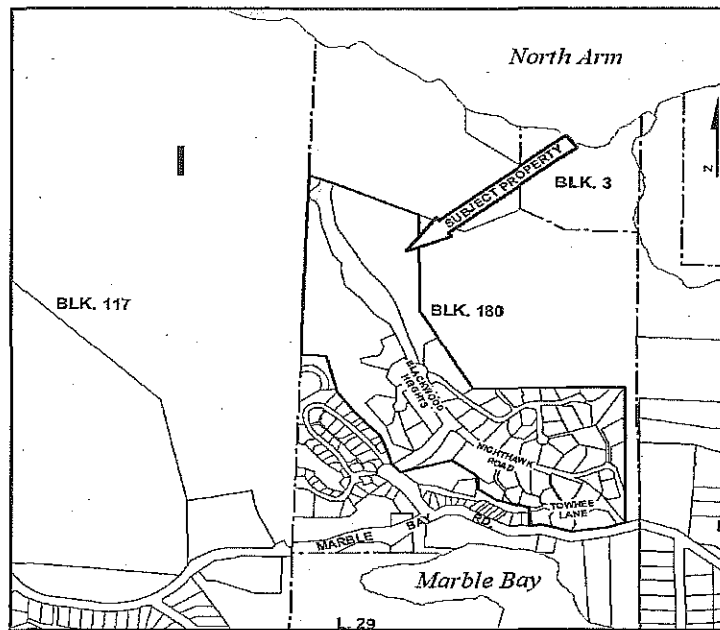 North Arm
N
SUBJECT PROPERTY
BLK. 3
BLK. 117
BLK. 180
BLACKWOOD
HEIGHTS
NIGHTHAWK
ROAD
TOWHEE
LANE
MARBLE BAY RD.
Marble Bay
L. 29